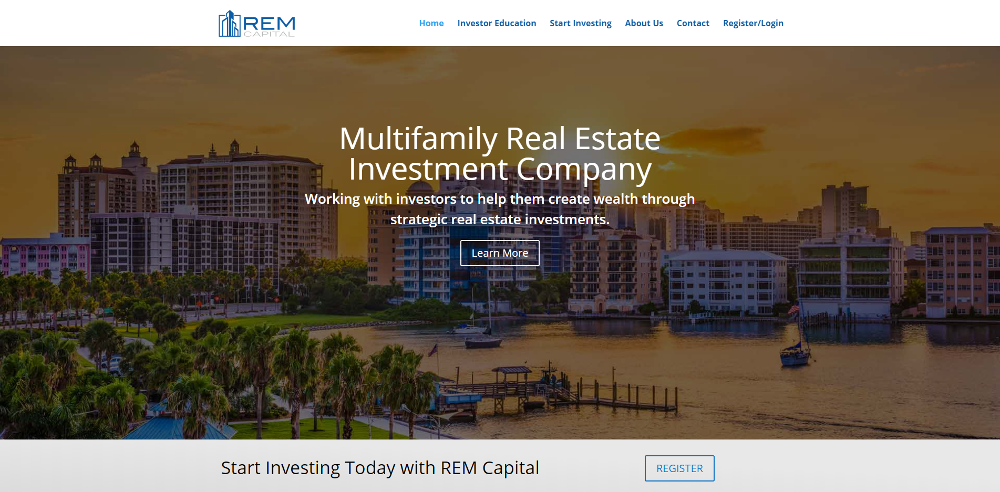 REM
CAPITAL
Home Investor Education Start Investing About Us Contact Register/Login
Multifamily Real Estate
Investment Company
Working with investors to help them create wealth through
strategic real estate investments.
Learn More
Start Investing Today with REM Capital
REGISTER